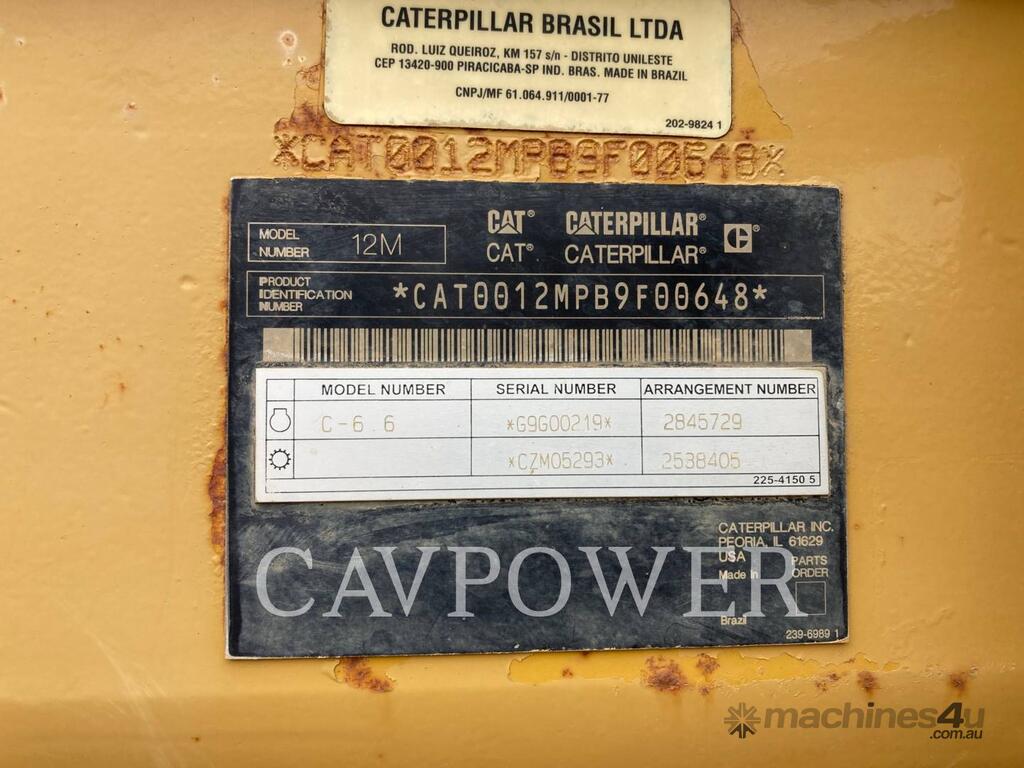 CATERPILLAR BRASIL LTDA
ROD. LUIZ QUEIROZ, KM 157 s/n - DISTRITO UNILESTE
CEP 13420-900 PIRACICABA-SP IND. BRAS. MADE IN BRAZIL
CNPJ/MF 61.064.911/0001-77
202-9824 1
*CAT0012MPB9F00648*
MODEL NUMBER 12M
CAT® CATERPILLAR®
CAT® CATERPILLAR®
PRODUCT IDENTIFICATION NUMBER *CAT0012MPB9F00648*
MODEL NUMBER SERIAL NUMBER ARRANGEMENT NUMBER
C-6.6 *G9G00219* 2845729
*CZM05293* 2538405
225-4150 5
CATERPILLAR INC.
PEORIA, IL 61629
USA
PARTS ORDER
Made In
Brazil
239-6989 1
CAVPOWER
machines4u
.com.au